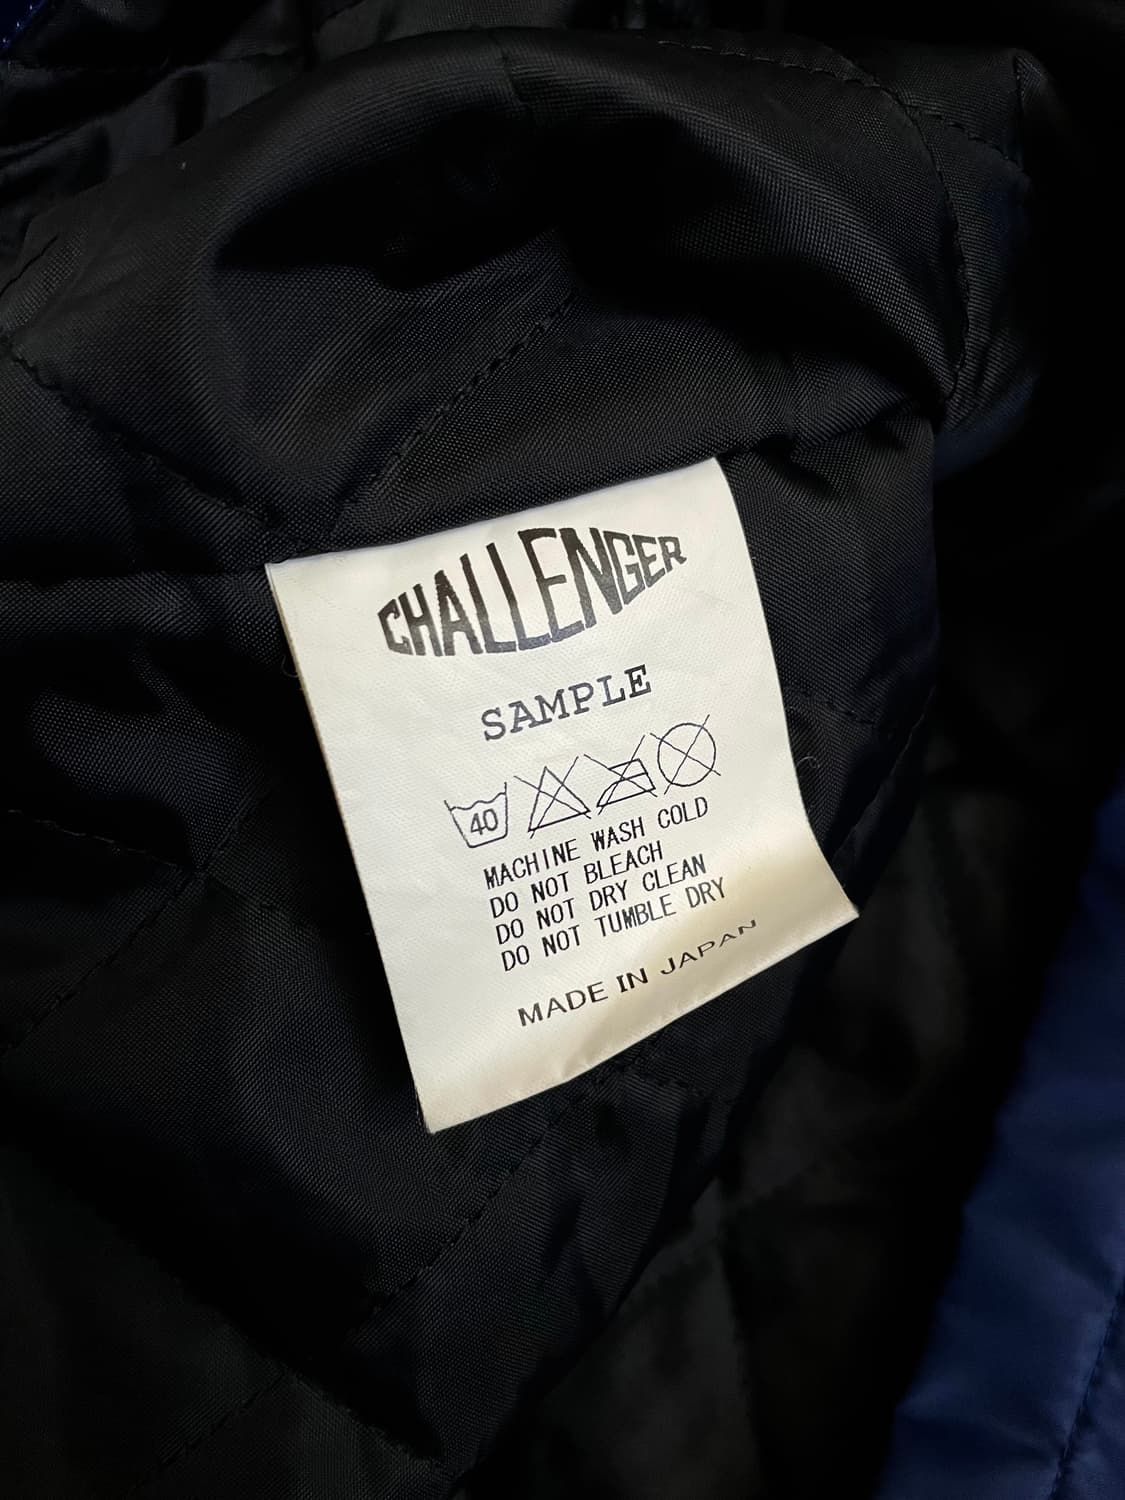 CHALLENGER
SAMPLE
40
MACHINE WASH COLD
DO NOT BLEACH
DO NOT DRY CLEAN
DO NOT TUMBLE DRY
MADE IN JAPAN